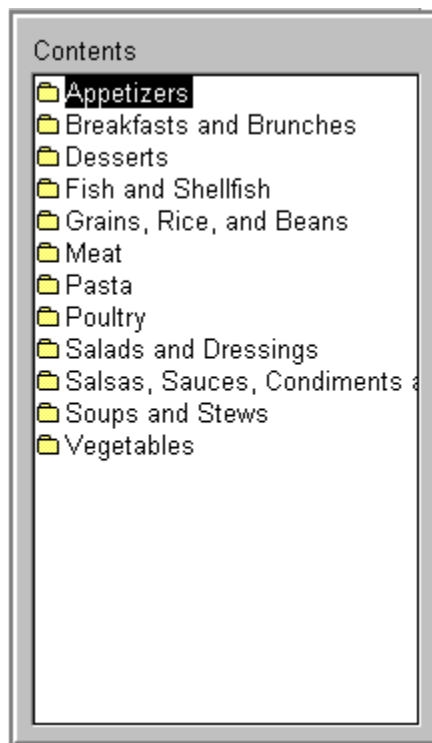 Contents
Appetizers
Breakfasts and Brunches
Desserts
Fish and Shellfish
Grains, Rice, and Beans
Meat
Pasta
Poultry
Salads and Dressings
Salsas, Sauces, Condiments
Soups and Stews
Vegetables